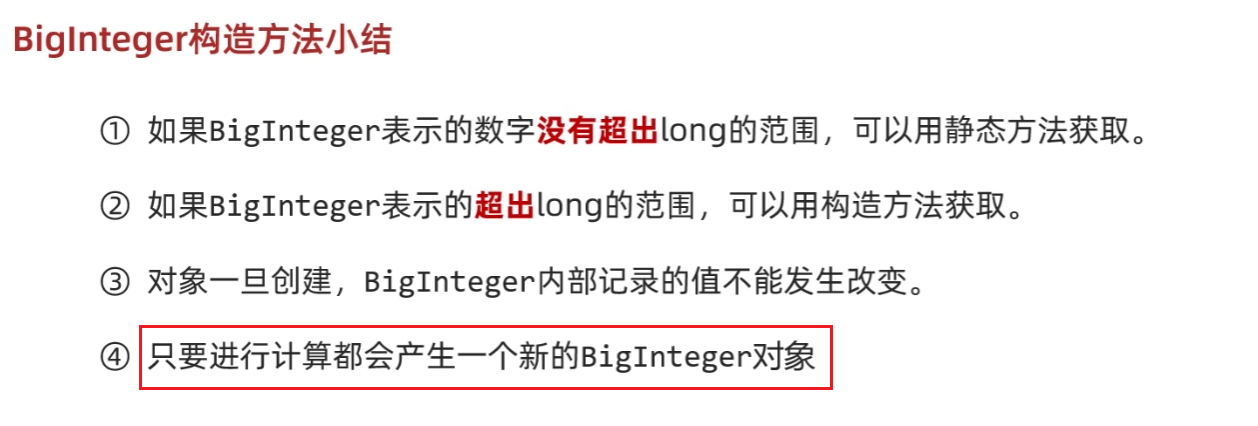 BigInteger构造方法小结
① 如果BigInteger表示的数字没有超出long的范围，可以用静态方法获取。
② 如果BigInteger表示的超出long的范围，可以用构造方法获取。
③ 对象一旦创建，BigInteger内部记录的值不能发生改变。
④ 只要进行计算都会产生一个新的BigInteger对象